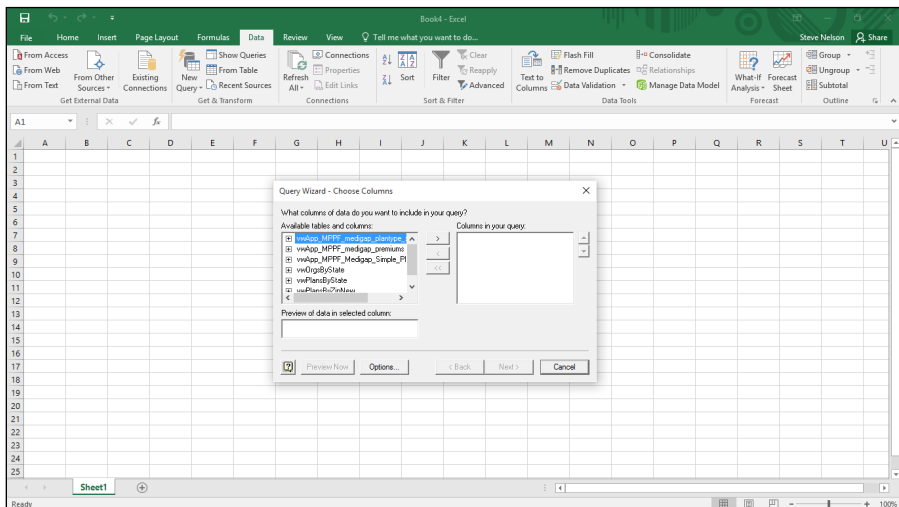 Book4 - Excel
File Home Insert Page Layout Formulas Data Review View Tell me what you want to do... Steve Nelson Share
From Access
From Web
From Text
From Other Sources
Existing Connections
Get External Data
New Query
Show Queries
From Table
Recent Sources
Get & Transform
Refresh All
Connections
Properties
Edit Links
Connections
Sort
Filter
Clear
Reapply
Advanced
Sort & Filter
Text to Columns
Flash Fill
Remove Duplicates
Data Validation
Consolidate
Relationships
Manage Data Model
Data Tools
What-If Analysis
Forecast Sheet
Forecast
Group
Ungroup
Subtotal
Outline
A1
fx
A B C D E F G H I J K L M N O P Q R S T U
1
2
3
4
5
6
7
8
9
10
11
12
13
14
15
16
17
18
19
20
21
22
23
24
25
Query Wizard - Choose Columns
What columns of data do you want to include in your query?
Available tables and columns: Columns in your query:
vwApp_MPPF_medigap_plantype_
vwApp_MPPF_medigap_premiums
vwApp_MPPF_Medigap_Simple_Pl
vwOrgsByState
vwPlansByState
vwPlansByZipNew
> < <<
Preview of data in selected column:
Preview Now Options... < Back Next > Cancel
Sheet1
Ready 100%